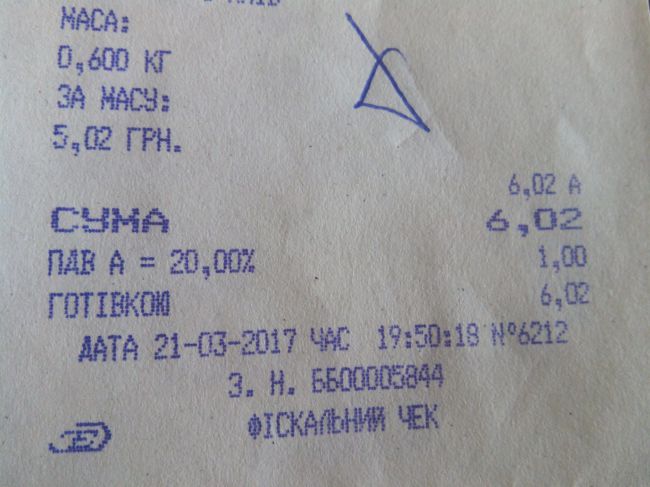 МАСА:
0,600 КГ
ЗА МАСУ:
5,02 ГРН.
6,02 А
СУМА 6,02
ПДВ А = 20,00% 1,00
ГОТІВКОЮ 6,02
ДАТА 21-03-2017 ЧАС 19:50:18 №6212
З. Н. ББ00005844
ФІСКАЛЬНИЙ ЧЕК